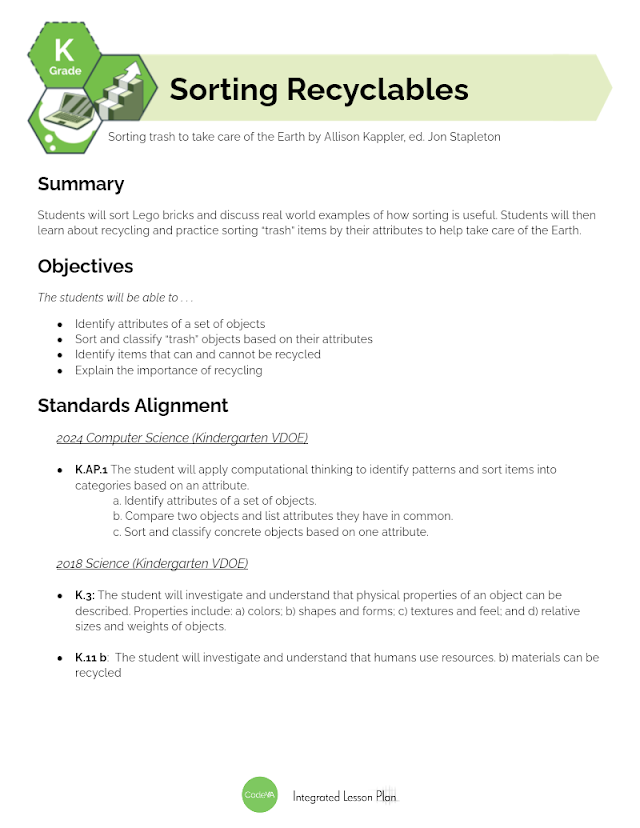 K
Grade
Sorting Recyclables
Sorting trash to take care of the Earth by Allison Kappler, ed. Jon Stapleton
Summary
Students will sort Lego bricks and discuss real world examples of how sorting is useful. Students will then
learn about recycling and practice sorting “trash” items by their attributes to help take care of the Earth.
Objectives
The students will be able to . . .
● Identify attributes of a set of objects
● Sort and classify “trash” objects based on their attributes
● Identify items that can and cannot be recycled
● Explain the importance of recycling
Standards Alignment
2024 Computer Science (Kindergarten VDOE)
● K.AP.1 The student will apply computational thinking to identify patterns and sort items into
categories based on an attribute.
a. Identify attributes of a set of objects.
b. Compare two objects and list attributes they have in common.
c. Sort and classify concrete objects based on one attribute.
2018 Science (Kindergarten VDOE)
● K.3: The student will investigate and understand that physical properties of an object can be
described. Properties include: a) colors; b) shapes and forms; c) textures and feel; and d) relative
sizes and weights of objects.
● K.11 b: The student will investigate and understand that humans use resources. b) materials can be
recycled
CodeVA
Integrated Lesson Plan